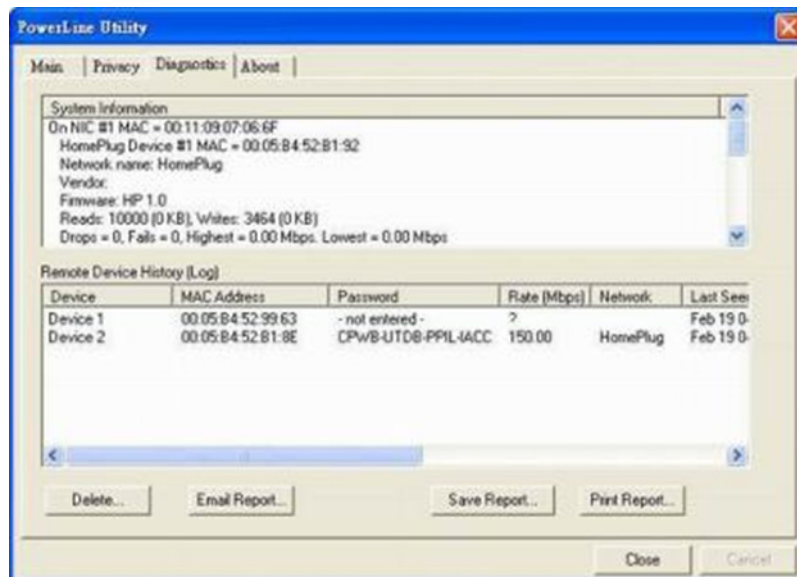 PowerLine Utility
Main Privacy Diagnostics About
System Information
On NIC #1 MAC = 00:11:09:07:06:6F
HomePlug Device #1 MAC = 00:05:B4:52:B1:92
Network name: HomePlug
Vendor:
Firmware: HP 1.0
Reads: 10000 (0 KB), Writes: 3464 (0 KB)
Drops = 0, Fails = 0, Highest = 0.00 Mbps. Lowest = 0.00 Mbps
Remote Device History (Log)
Device MAC Address Password Rate (Mbps) Network Last Seen
Device 1 00:05:B4:52:99:63 - not entered - ? Feb 19 0-
Device 2 00:05:B4:52:B1:8E CPWB-UTDB-PPIL-IACC 150.00 HomePlug Feb 19 0-
Delete... Email Report... Save Report... Print Report...
Close Cancel